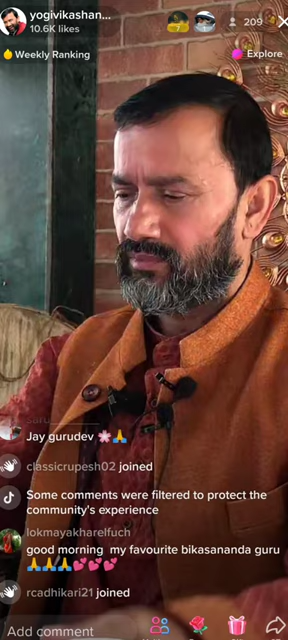 yogivikashan...
10.6K likes
7
209
Weekly Ranking
Explore
Jay gurudev 🌸🙏
classicrupesh02 joined
Some comments were filtered to protect the
community's experience
lokmayakharelfuch
good morning my favourite bikasananda guru
🙏🙏🙏💕💕💕
rcadhikari21 joined
Add comment